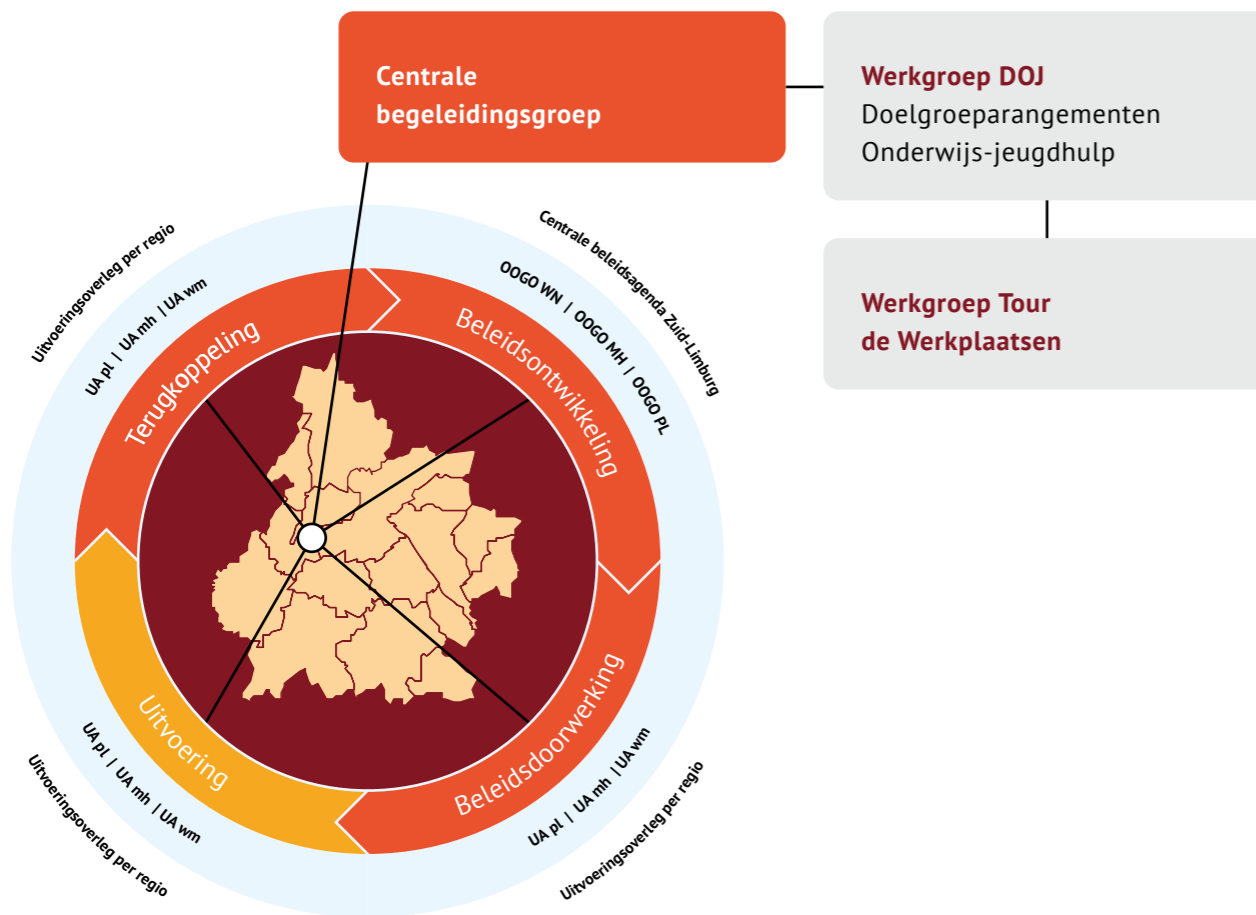 Centrale
begeleidingsgroep
Werkgroep DOJ
Doelgroeparangementen
Onderwijs-jeugdhulp
Werkgroep Tour
de Werkplaatsen
Uitvoeringsoverleg per regio
UA pl | UA mh | UA wm
Terugkoppeling
Centrale beleidsagenda Zuid-Limburg
OOGO WN | OOGO MH | OOGO PL
Beleidsontwikkeling
Beleidsdoorwerking
UA pl | UA mh | UA wm
Uitvoeringsoverleg per regio
Uitvoering
UA pl | UA mh | UA wm
Uitvoeringsoverleg per regio